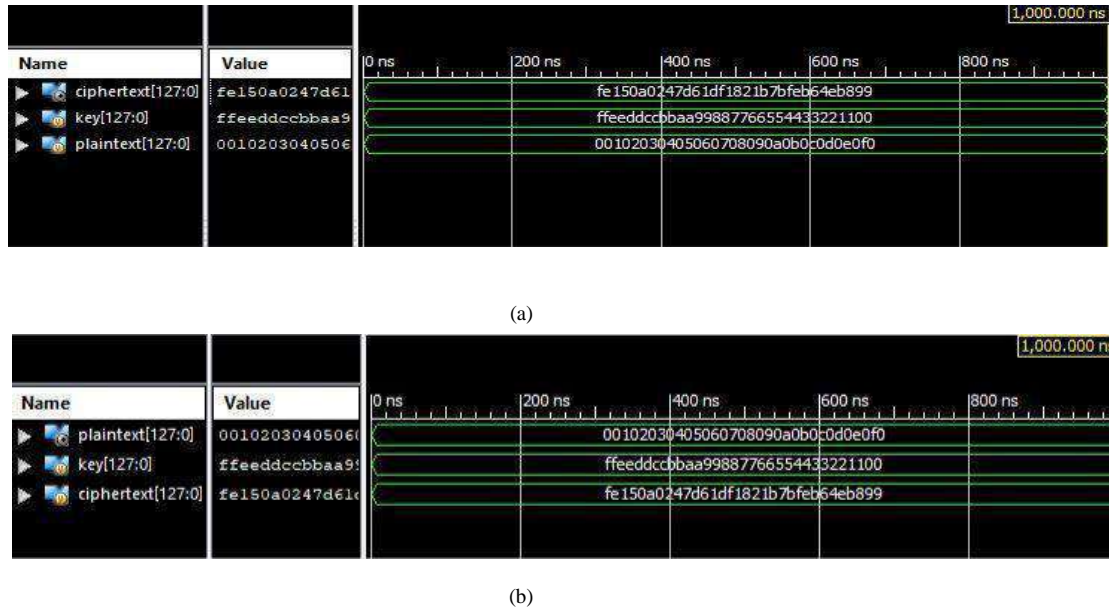 1,000.000 ns
Name Value 0 ns 200 ns 400 ns 600 ns 800 ns
ciphertext[127:0] fe150a0247d61 fe150a0247d61df1821b7bfeb64eb899
key[127:0] ffeeddccbbaa9 ffeeddccbbaa99887766554433221100
plaintext[127:0]0010203040506 00102030405060708090a0b0c0d0e0f0
(a)
1,000.000 n
Name Value 0 ns 200 ns 400 ns 600 ns 800 ns
plaintext[127:0] 0010203040506( 00102030405060708090a0b0c0d0e0f0
key[127:0] ffeeddccbbaa9 ffeeddccbbaa99887766554433221100
ciphertext[127:0] fe150a0247d61 fe150a0247d61df1821b7bfeb64eb899
(b)